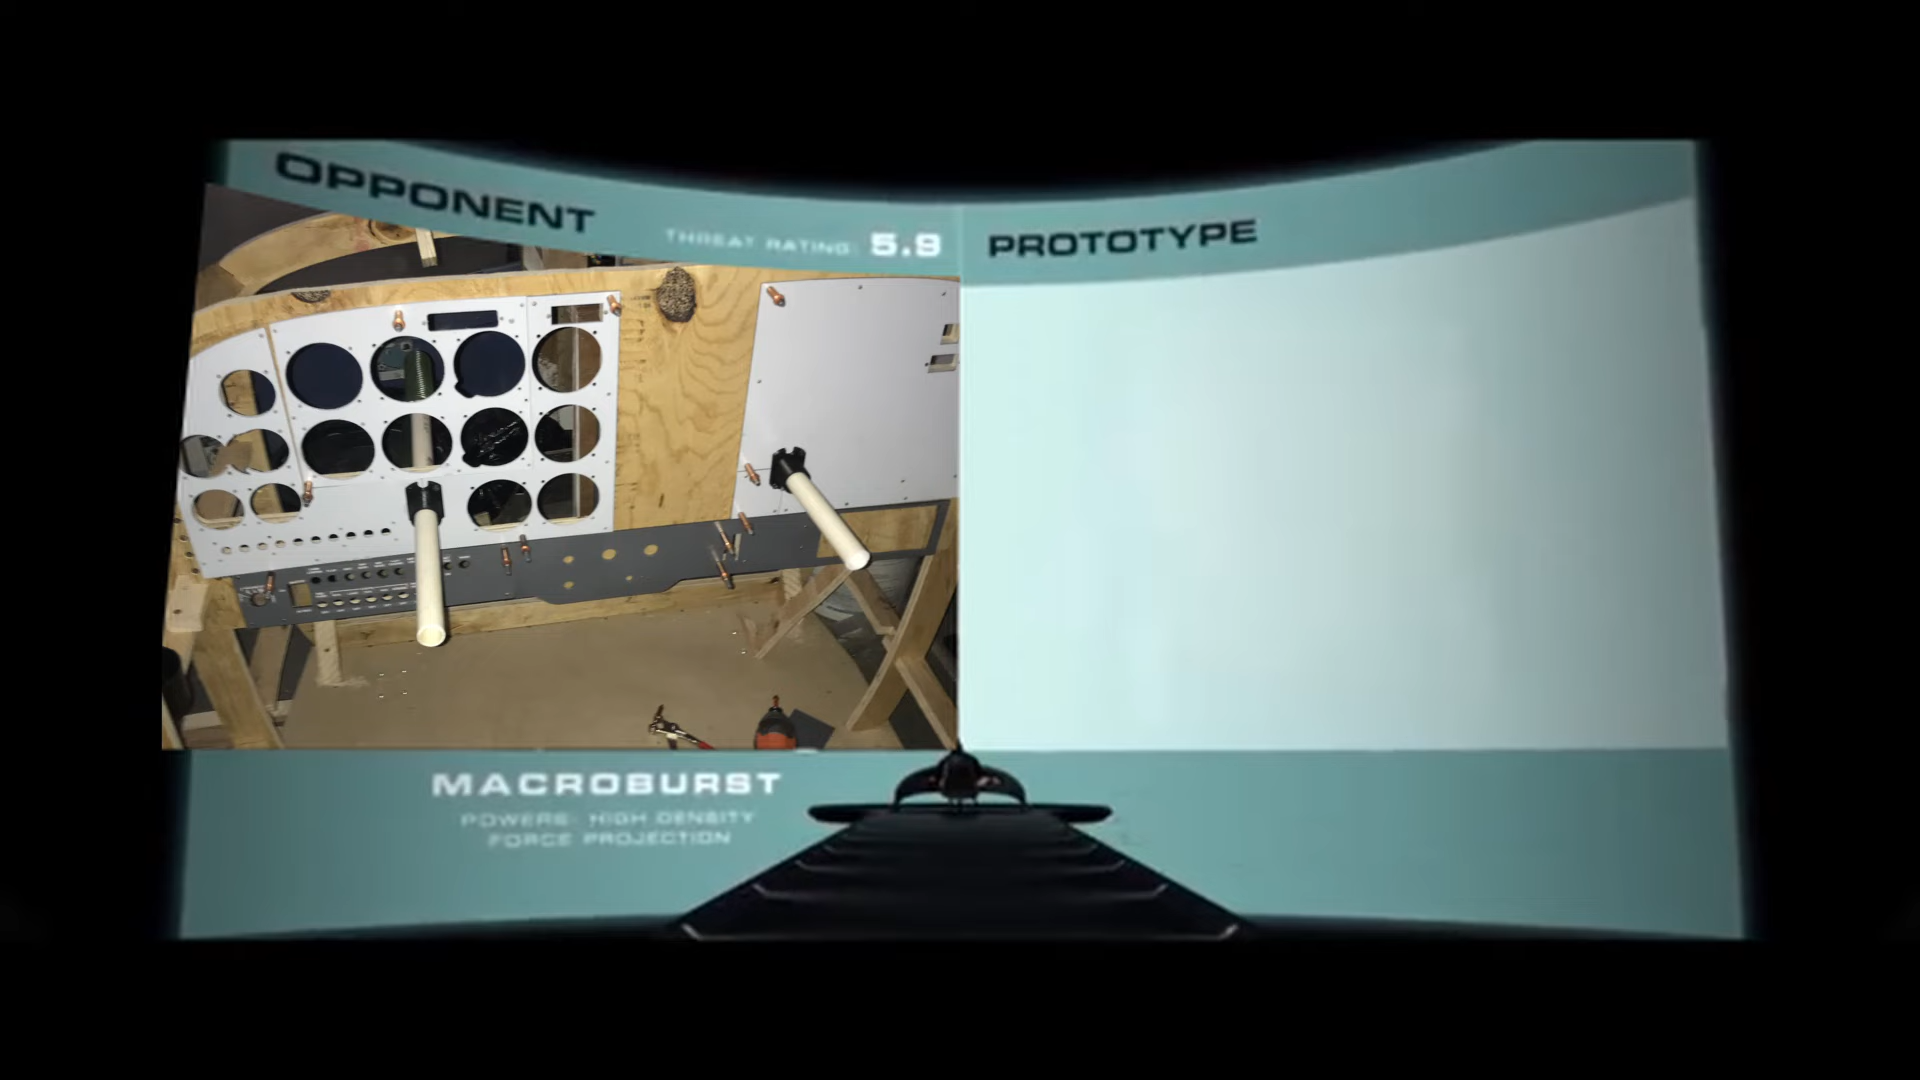 OPPONENT
THREAT RATING: 5.9
PROTOTYPE
MACROBURST
POWERS: HIGH DENSITY
FORCE PROJECTION